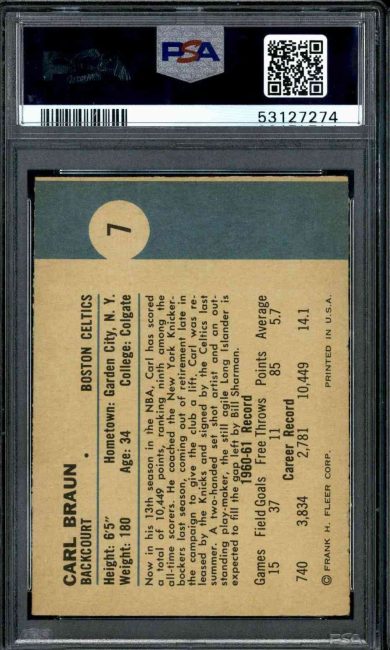 PSA
53127274
7
CARL BRAUN
BACKCOURT • BOSTON CELTICS
Height: 6'5" Hometown: Garden City, N. Y.
Weight: 180 Age: 34 College: Colgate
Now in his 13th season in the NBA, Carl has scored
a total of 10,449 points, ranking ninth among the
all-time scorers. He coached the New York Knicker-
bockers last season, coming out of retirement late in
the campaign to give the club a lift. Carl was re-
leased by the Knicks and signed by the Celtics last
summer. A two-handed set shot artist and an out-
standing play-maker, the still agile Long Islander is
expected to fill the gap left by Bill Sharman.
1960-61 Record
Games Field Goals Free Throws Points Average
15 37 11 85 5.7
Career Record
740 3,834 2,781 10,449 14.1
© FRANK H. FLEER CORP. PRINTED IN U.S.A.
PSA